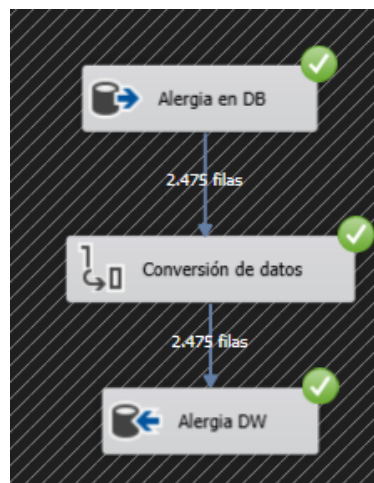 Alergia en DB
2.475 filas
Conversión de datos
2.475 filas
Alergia DW